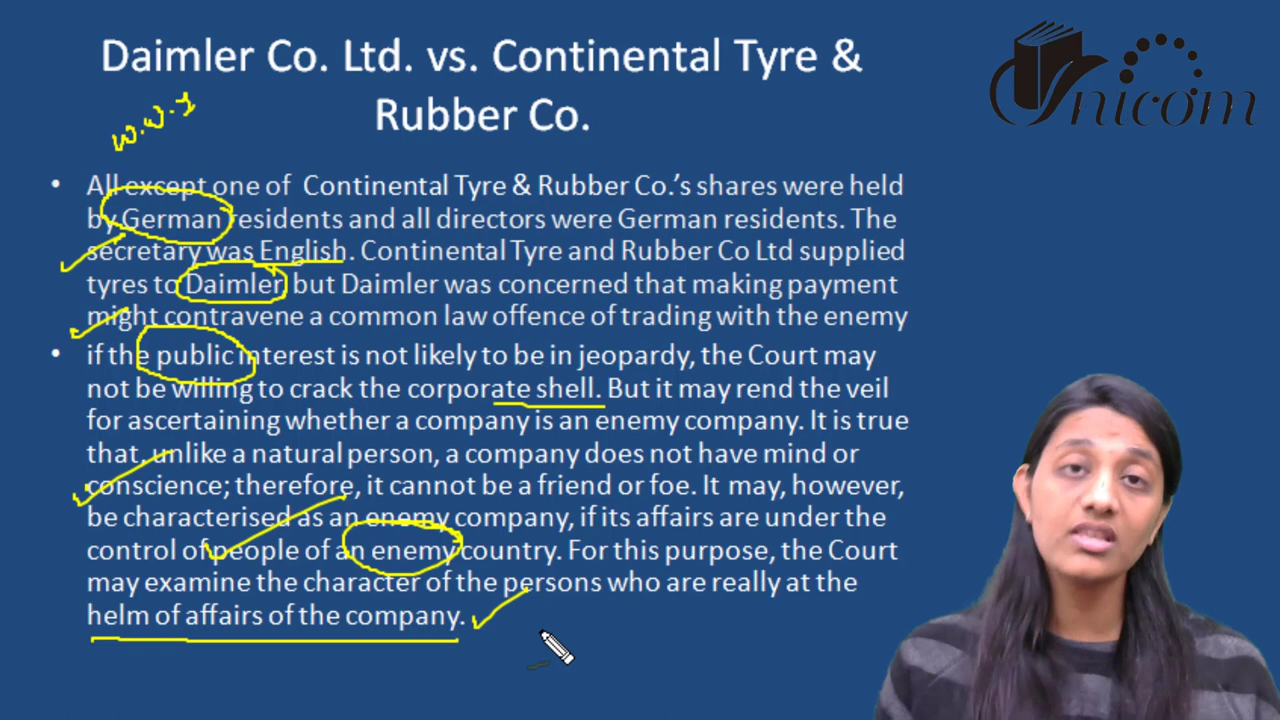 Daimler Co. Ltd. vs. Continental Tyre &
Rubber Co.
W.W.I
• All except one of Continental Tyre & Rubber Co.'s shares were held
by German residents and all directors were German residents. The
secretary was English. Continental Tyre and Rubber Co Ltd supplied
tyres to Daimler, but Daimler was concerned that making payment
might contravene a common law offence of trading with the enemy
• if the public interest is not likely to be in jeopardy, the Court may
not be willing to crack the corporate shell. But it may rend the veil
for ascertaining whether a company is an enemy company. It is true
that, unlike a natural person, a company does not have mind or
conscience; therefore, it cannot be a friend or foe. It may, however,
be characterised as an enemy company, if its affairs are under the
control of people of an enemy country. For this purpose, the Court
may examine the character of the persons who are really at the
helm of affairs of the company.
Unicom